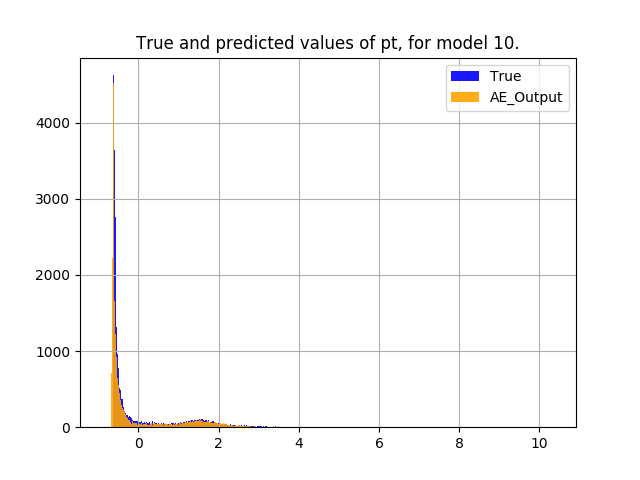 True and predicted values of pt, for model 10.
True
AE_Output
4000
3000
2000
1000
0
0 2 4 6 8 10